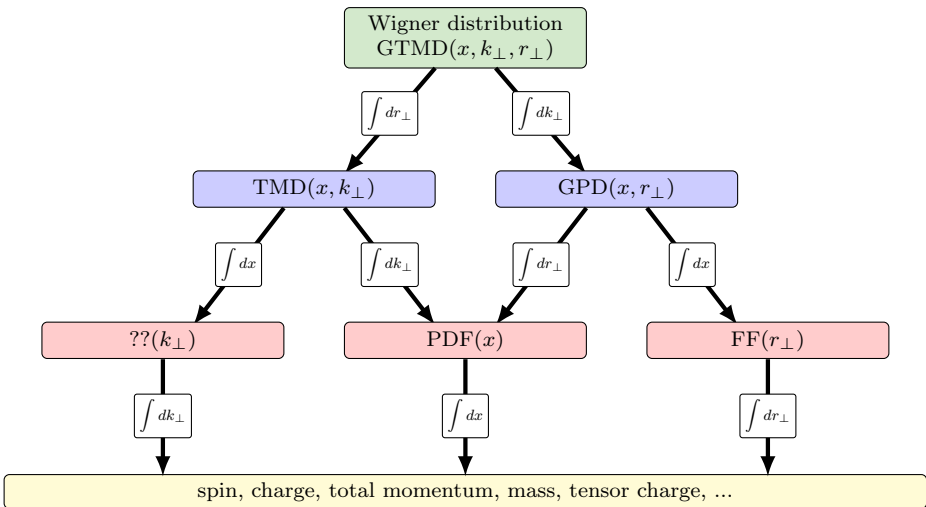 Wigner distribution
GTMD(x, k⊥, r⊥)
∫ dr⊥
∫ dk⊥
TMD(x, k⊥)
GPD(x, r⊥)
∫ dx
∫ dk⊥
∫ dr⊥
∫ dx
??(k⊥)
PDF(x)
FF(r⊥)
∫ dk⊥
∫ dx
∫ dr⊥
spin, charge, total momentum, mass, tensor charge, ...